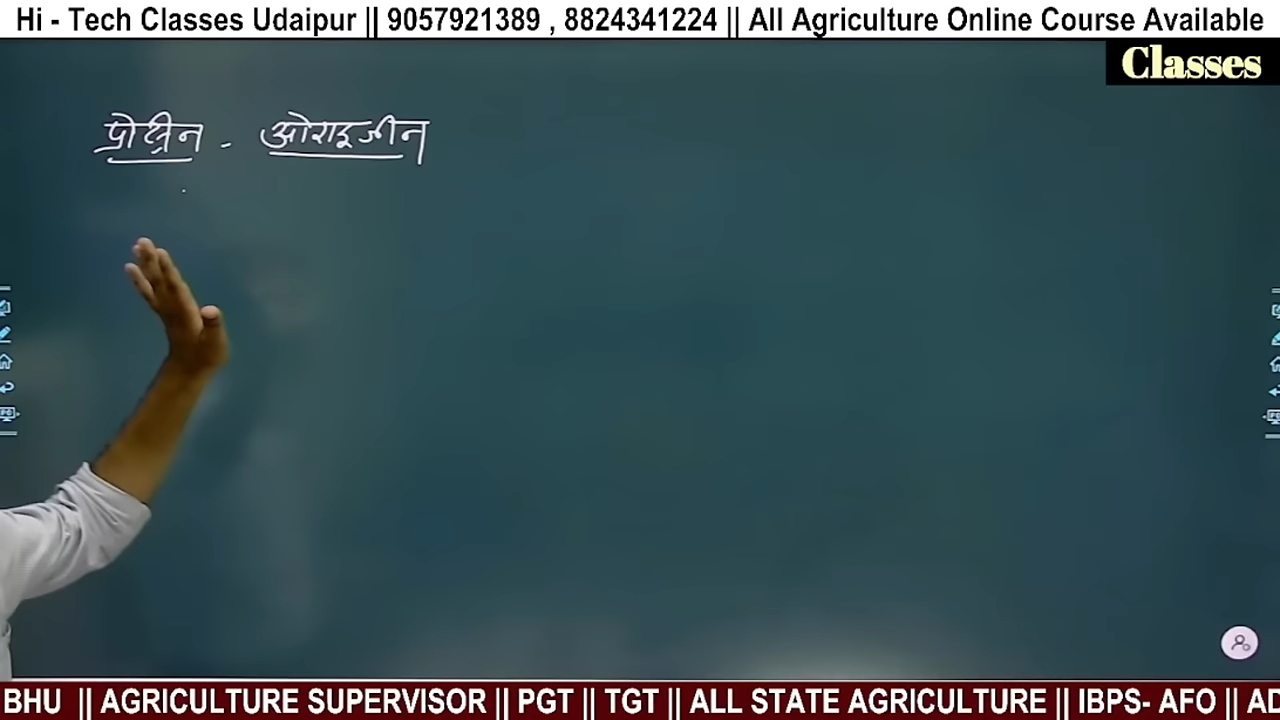 Hi - Tech Classes Udaipur || 9057921389 , 8824341224 || All Agriculture Online Course Available
Classes
प्रोटीन - ओराइजीन
BHU || AGRICULTURE SUPERVISOR || PGT || TGT || ALL STATE AGRICULTURE || IBPS- AFO || AD